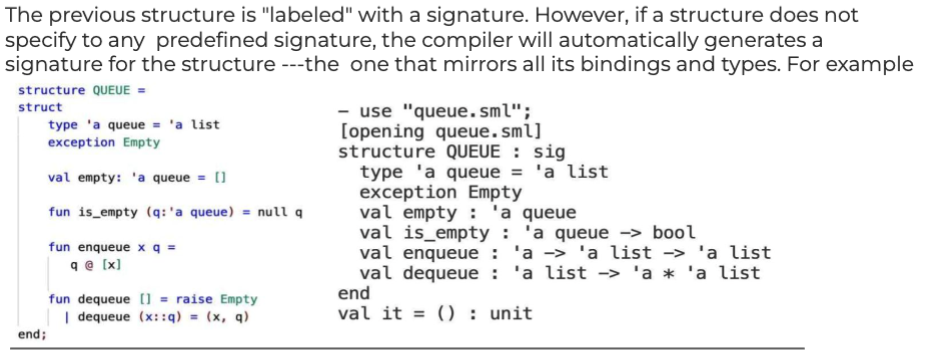 The previous structure is "labeled" with a signature. However, if a structure does not
specify to any predefined signature, the compiler will automatically generates a
signature for the structure ---the one that mirrors all its bindings and types. For example
structure QUEUE =
struct
type 'a queue = 'a list
exception Empty
val empty: 'a queue = []
fun is_empty (q:'a queue) = null q
fun enqueue x q =
q @ [x]
fun dequeue [] = raise Empty
| dequeue (x::q) = (x, q)
end;
– use "queue.sml";
[opening queue.sml]
structure QUEUE : sig
type 'a queue = 'a list
exception Empty
val empty : 'a queue
val is_empty : 'a queue –> bool
val enqueue : 'a –> 'a list –> 'a list
val dequeue : 'a list –> 'a * 'a list
end
val it = () : unit